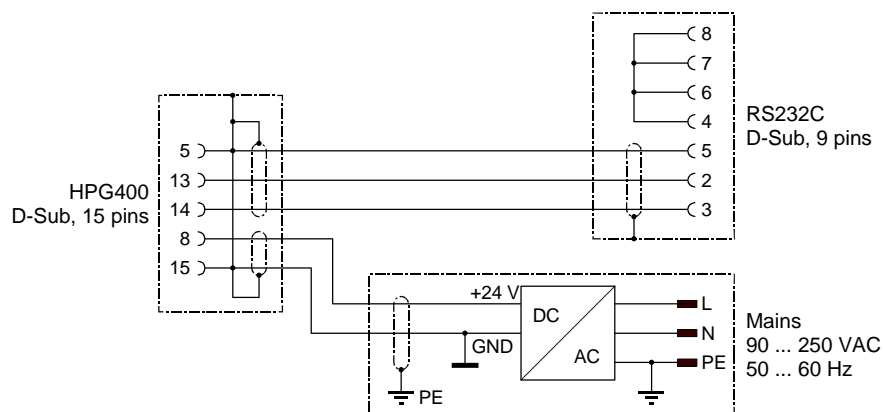 8
7
6
4
5
2
3
RS232C
D-Sub, 9 pins
HPG400
D-Sub, 15 pins
5
13
14
8
15
+24 V
GND
PE
DC
AC
L
N
PE
Mains
90 ... 250 VAC
50 ... 60 Hz